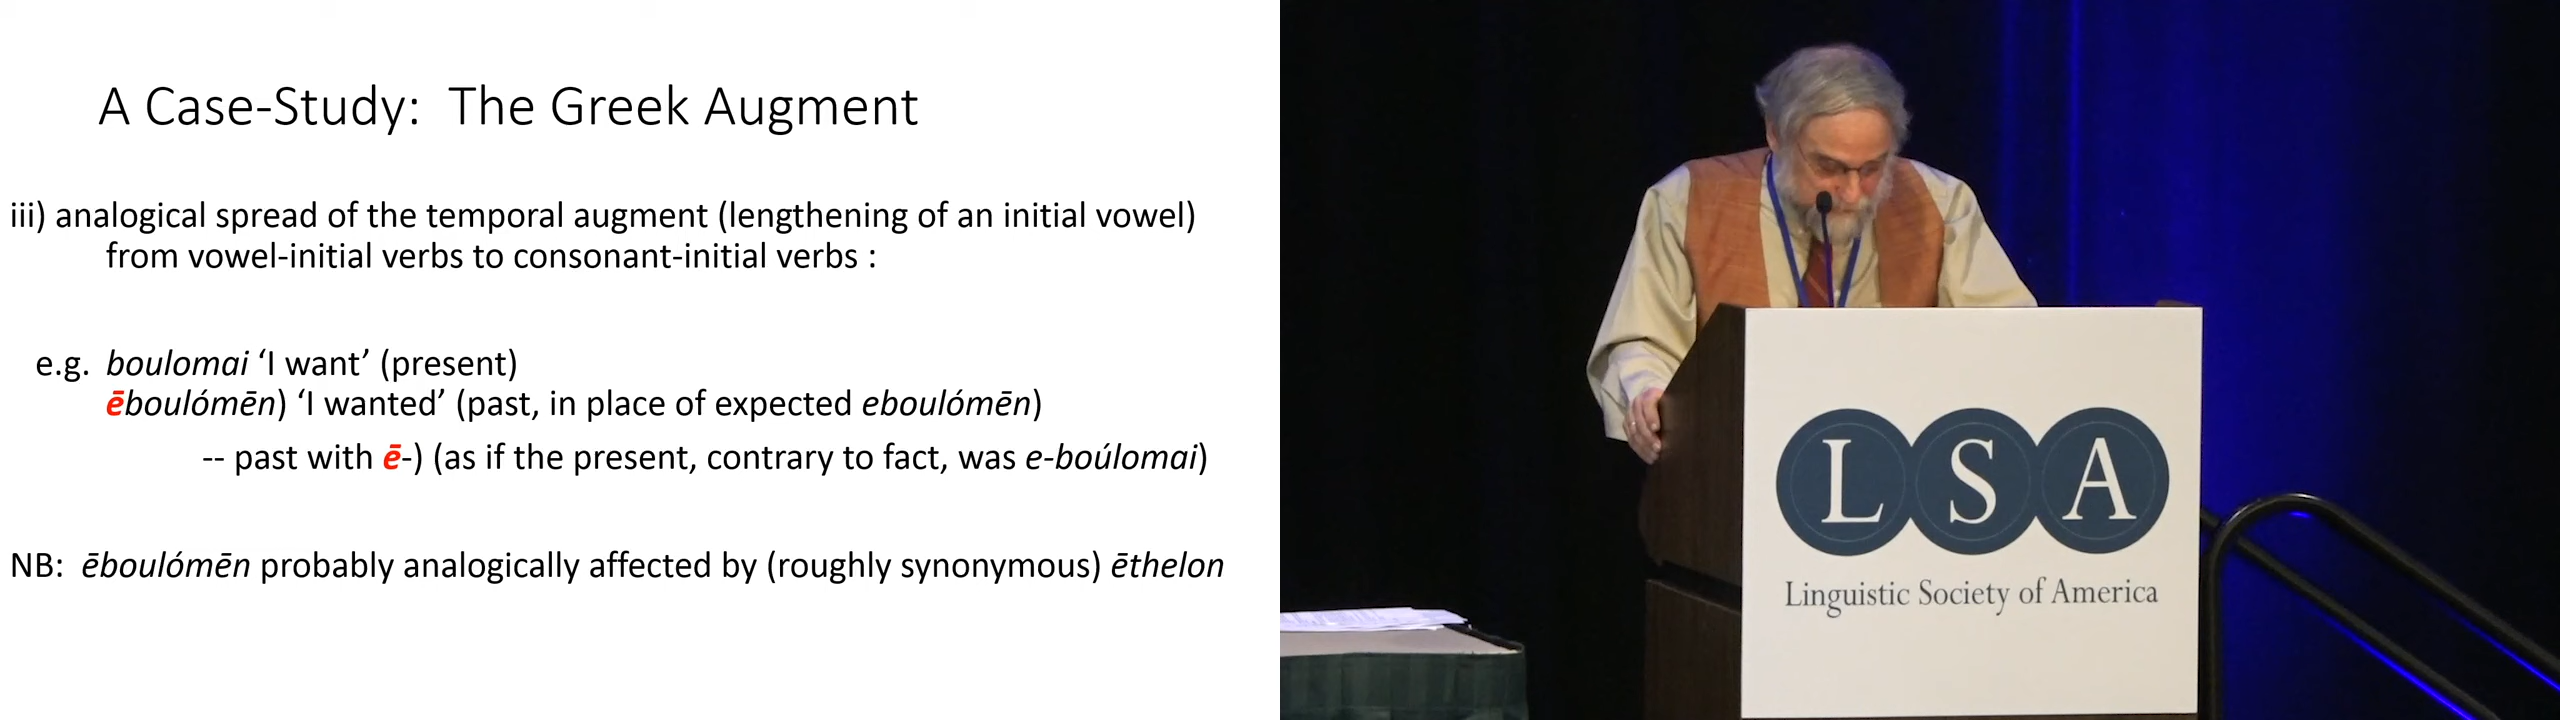 A Case-Study: The Greek Augment
iii) analogical spread of the temporal augment (lengthening of an initial vowel)
from vowel-initial verbs to consonant-initial verbs :
e.g. boulomai ‘I want’ (present)
ēboulómēn) ‘I wanted’ (past, in place of expected eboulómēn)
-- past with ē-) (as if the present, contrary to fact, was e-boúlomai)
NB: ēboulómēn probably analogically affected by (roughly synonymous) ēthelon
L S A
Linguistic Society of America